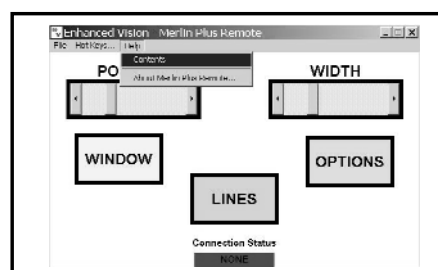 Enhanced Vision Merlin Plus Remote
File Hot Keys... Help
Contents
About Merlin Plus Remote...
PO
WIDTH
WINDOW
OPTIONS
LINES
Connection Status
NONE